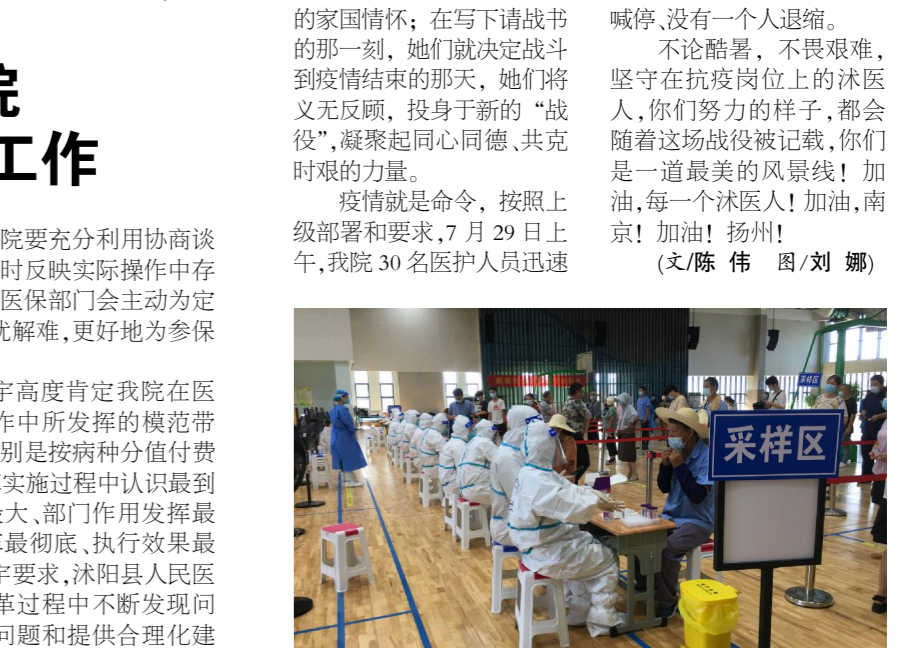 院
工作
院要充分利用协商谈
时反映实际操作中存
医保部门会主动为定
忧解难,更好地为参保
宇高度肯定我院在医
作中所发挥的模范带
别是按病种分值付费
实施过程中认识最到
大、部门作用发挥最
最彻底、执行效果最
宇要求,沭阳县人民医
革过程中不断发现问
问题和提供合理化建
的家国情怀；在写下请战书
的那一刻，她们就决定战斗
到疫情结束的那天，她们将
义无反顾，投身于新的“战
役”,凝聚起同心同德、共克
时艰的力量。
疫情就是命令，按照上
级部署和要求,7 月 29 日上
午,我院 30 名医护人员迅速
喊停、没有一个人退缩。
不论酷暑，不畏艰难，
坚守在抗疫岗位上的沭医
人,你们努力的样子,都会
随着这场战役被记载,你们
是一道最美的风景线！加
油,每一个沭医人！加油,南
京！加油！扬州！
(文/陈 伟　图/刘 娜)
采样区
采样区